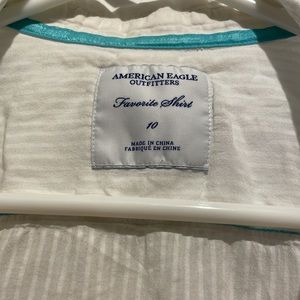 AMERICAN EAGLE
OUTFITTERS
Favorite Shirt
10
MADE IN CHINA
FABRIQUÉ EN CHINE